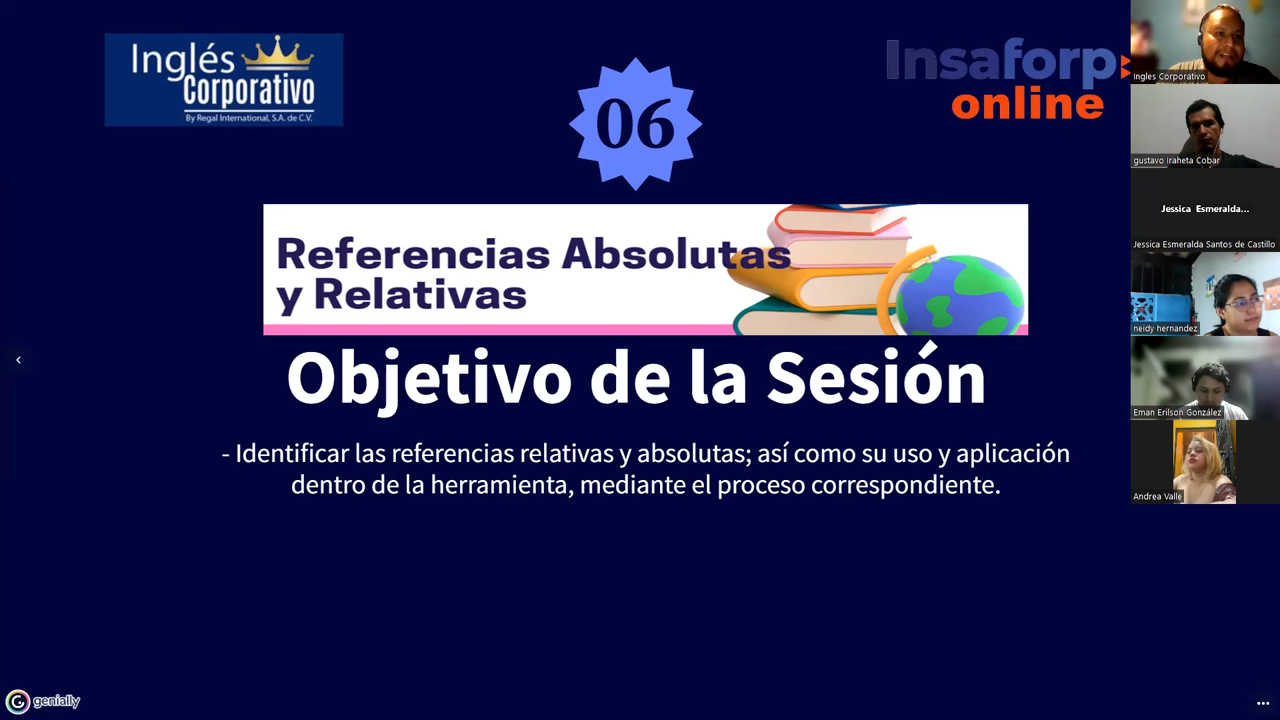 Inglés
Corporativo
By Regal International, S.A. de C.V.
06
Insaforp
online
Referencias Absolutas
y Relativas
Objetivo de la Sesión
- Identificar las referencias relativas y absolutas; así como su uso y aplicación
dentro de la herramienta, mediante el proceso correspondiente.
Ingles Corporativo
gustavo Iraheta Cobar
Jessica Esmeralda...
Jessica Esmeralda Santos de Castillo
neidy hernandez
Eman Erilson González
Andrea Valle
genially